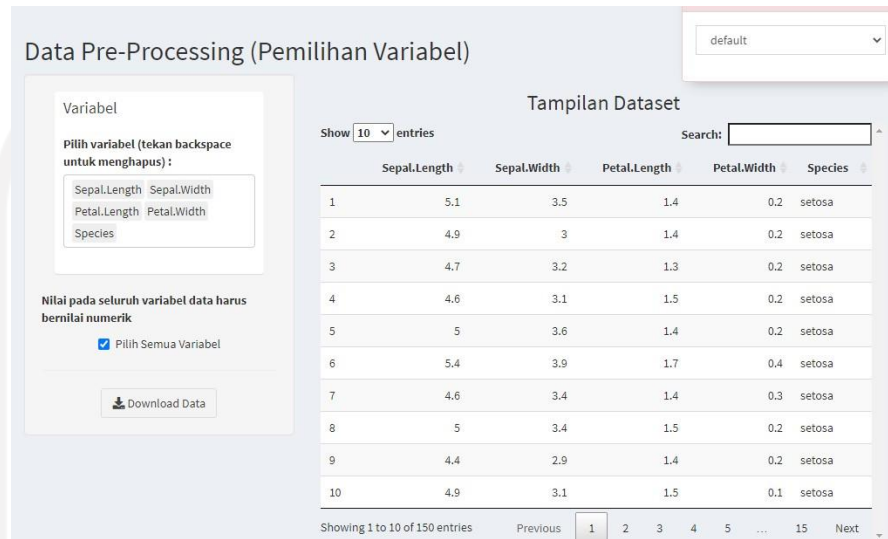 default
Data Pre-Processing (Pemilihan Variabel)
Variabel
Pilih variabel (tekan backspace
untuk menghapus) :
Sepal.Length Sepal.Width
Petal.Length Petal.Width
Species
Nilai pada seluruh variabel data harus
bernilai numerik
Pilih Semua Variabel
Download Data
Tampilan Dataset
Show 10 entries Search:
Sepal.Length Sepal.Width Petal.Length Petal.Width Species
1 5.1 3.5 1.4 0.2 setosa
2 4.9 3 1.4 0.2 setosa
3 4.7 3.2 1.3 0.2 setosa
4 4.6 3.1 1.5 0.2 setosa
5 5 3.6 1.4 0.2 setosa
6 5.4 3.9 1.7 0.4 setosa
7 4.6 3.4 1.4 0.3 setosa
8 5 3.4 1.5 0.2 setosa
9 4.4 2.9 1.4 0.2 setosa
10 4.9 3.1 1.5 0.1 setosa
Showing 1 to 10 of 150 entries Previous 1 2 3 4 5 ... 15 Next